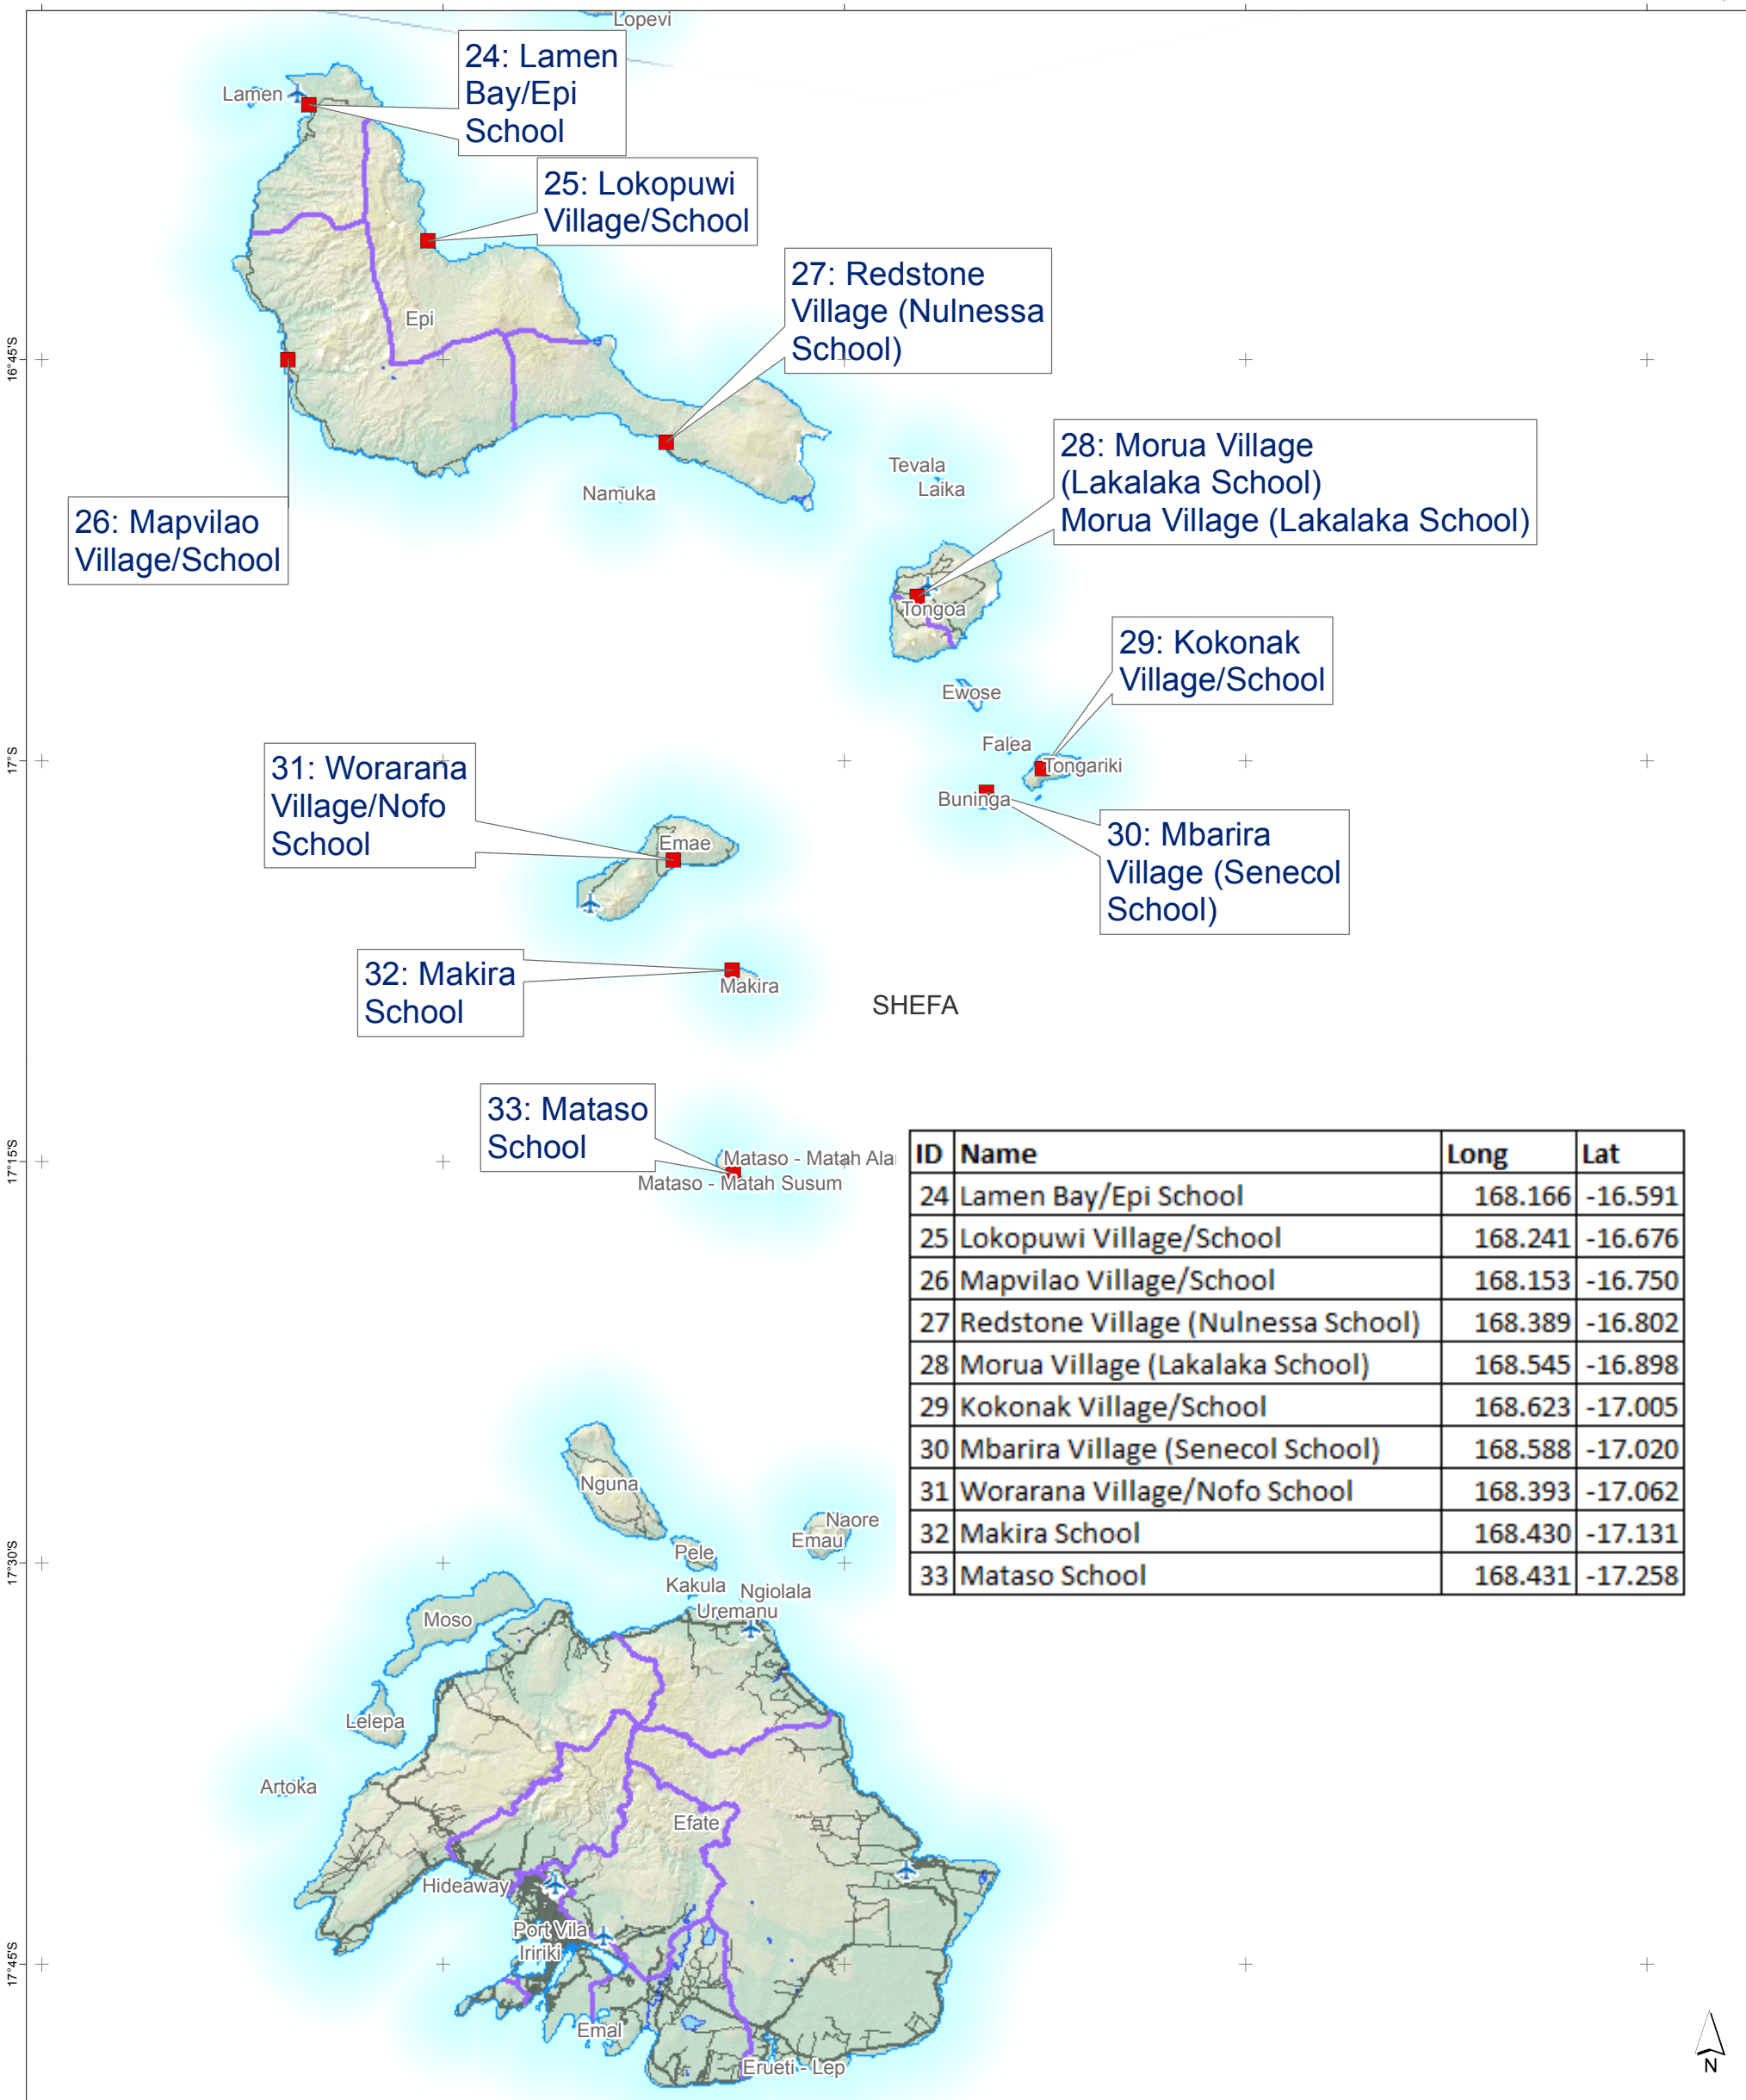 Lopevi
24: Lamen
Bay/Epi
School
Lamen
25: Lokopuwi
Village/School
27: Redstone
Village (Nulnessa
School)
Epi
16°45'S
28: Morua Village
(Lakalaka School)
Morua Village (Lakalaka School)
Tevala
Laika
Namuka
26: Mapvilao
Village/School
Tongoa
29: Kokonak
Village/School
Ewose
Falea
Tongariki
17°S
31: Worarana
Village/Nofo
School
Buninga
30: Mbarira
Village (Senecol
School)
Emae
32: Makira
School
Makira
SHEFA
33: Mataso
School
17°15'S
Mataso - Matah Ala
Mataso - Matah Susum
ID Name Long Lat
24 Lamen Bay/Epi School 168.166 -16.591
25 Lokopuwi Village/School 168.241 -16.676
26 Mapvilao Village/School 168.153 -16.750
27 Redstone Village (Nulnessa School) 168.389 -16.802
28 Morua Village (Lakalaka School) 168.545 -16.898
29 Kokonak Village/School 168.623 -17.005
30 Mbarira Village (Senecol School) 168.588 -17.020
31 Worarana Village/Nofo School 168.393 -17.062
32 Makira School 168.430 -17.131
33 Mataso School 168.431 -17.258
Nguna
Naore
Emau
Pele
17°30'S
Kakula
Ngiolala
Uremanu
Moso
Lelepa
Artoka
Efate
Hideaway
Port Vila
Iririki
17°45'S
Emal
Erueti - Lep
N